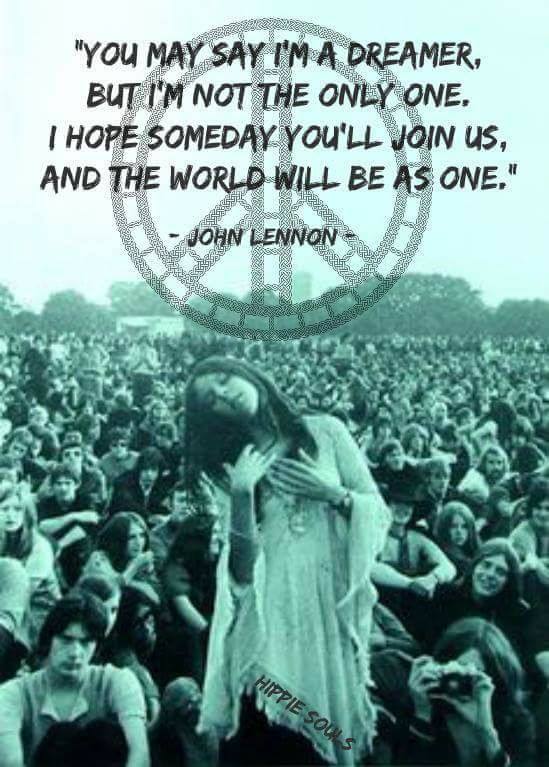 "YOU MAY SAY I'M A DREAMER,
BUT I'M NOT THE ONLY ONE.
I HOPE SOMEDAY YOU'LL JOIN US,
AND THE WORLD WILL BE AS ONE."
- JOHN LENNON -
HIPPIE SOULS